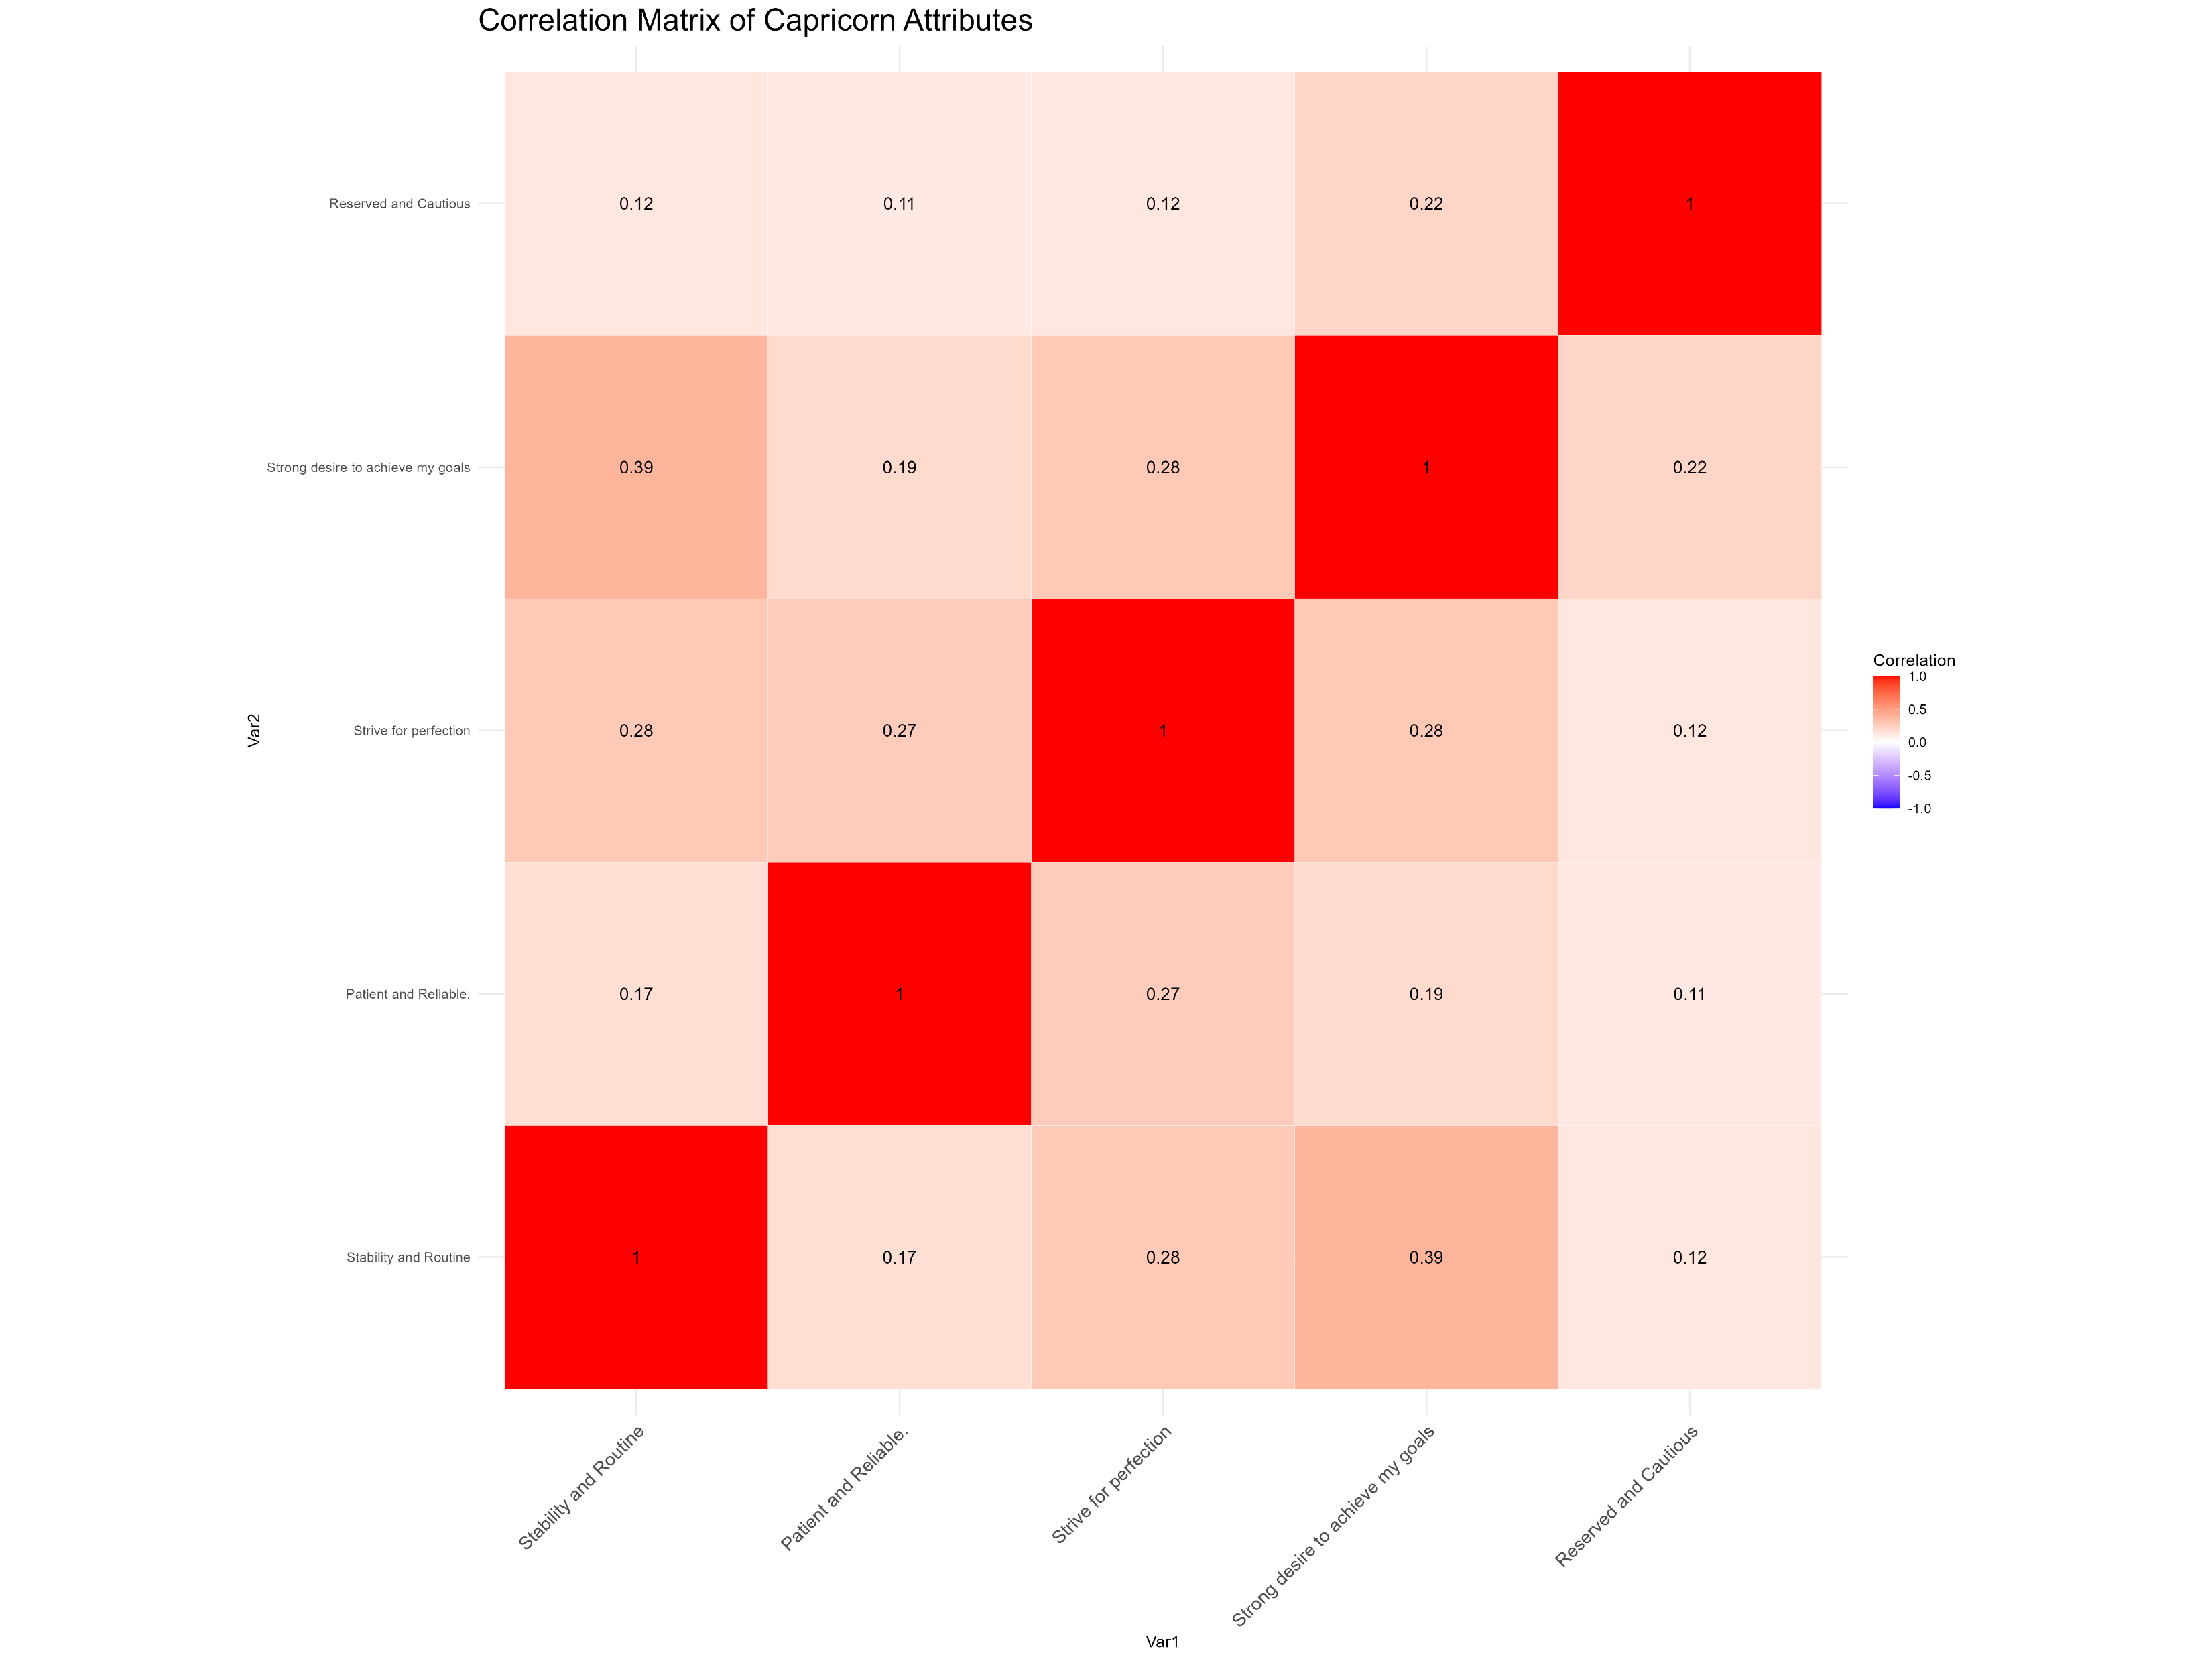 Correlation Matrix of Capricorn Attributes
Reserved and Cautious
0.12 0.11 0.12 0.22 1
Strong desire to achieve my goals
0.39 0.19 0.28 1 0.22
Strive for perfection
0.28 0.27 1 0.28 0.12
Patient and Reliable.
0.17 1 0.27 0.19 0.11
Stability and Routine
1 0.17 0.28 0.39 0.12
Var2
Stability and Routine
Patient and Reliable.
Strive for perfection
Strong desire to achieve my goals
Reserved and Cautious
Var1
Correlation
1.0
0.5
0.0
-0.5
-1.0